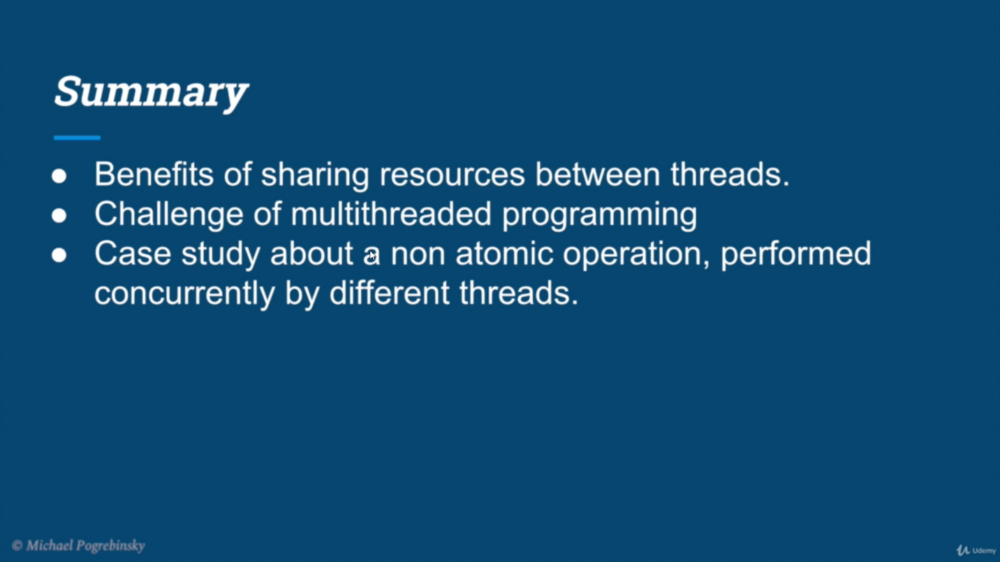 Summary
● Benefits of sharing resources between threads.
● Challenge of multithreaded programming
● Case study about a non atomic operation, performed
concurrently by different threads.
© Michael Pogrebinsky
Udemy